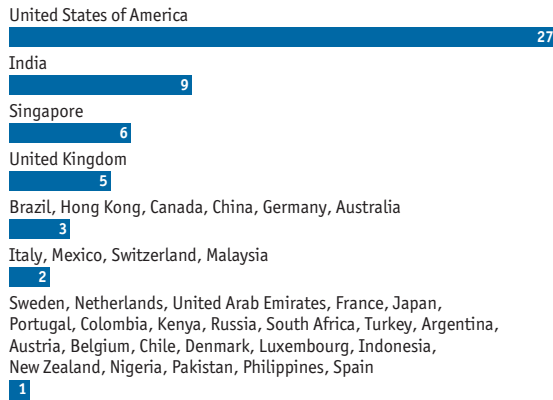 United States of America
27
India
9
Singapore
6
United Kingdom
5
Brazil, Hong Kong, Canada, China, Germany, Australia
3
Italy, Mexico, Switzerland, Malaysia
2
Sweden, Netherlands, United Arab Emirates, France, Japan,
Portugal, Colombia, Kenya, Russia, South Africa, Turkey, Argentina,
Austria, Belgium, Chile, Denmark, Luxembourg, Indonesia,
New Zealand, Nigeria, Pakistan, Philippines, Spain
1